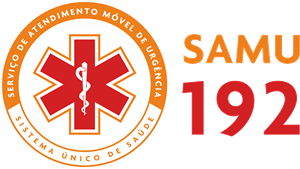 SERVIÇO DE ATENDIMENTO MÓVEL DE URGÊNCIA
SISTEMA ÚNICO DE SAÚDE
SAMU
192